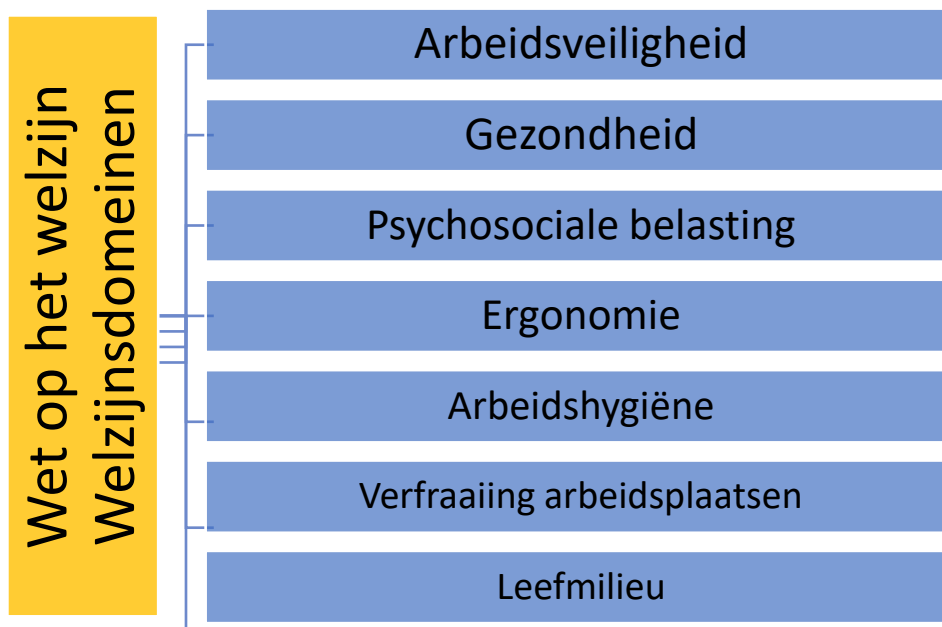 Wet op het welzijn
Welzijnsdomeinen
Arbeidsveiligheid
Gezondheid
Psychosociale belasting
Ergonomie
Arbeidshygiëne
Verfraaiing arbeidsplaatsen
Leefmilieu